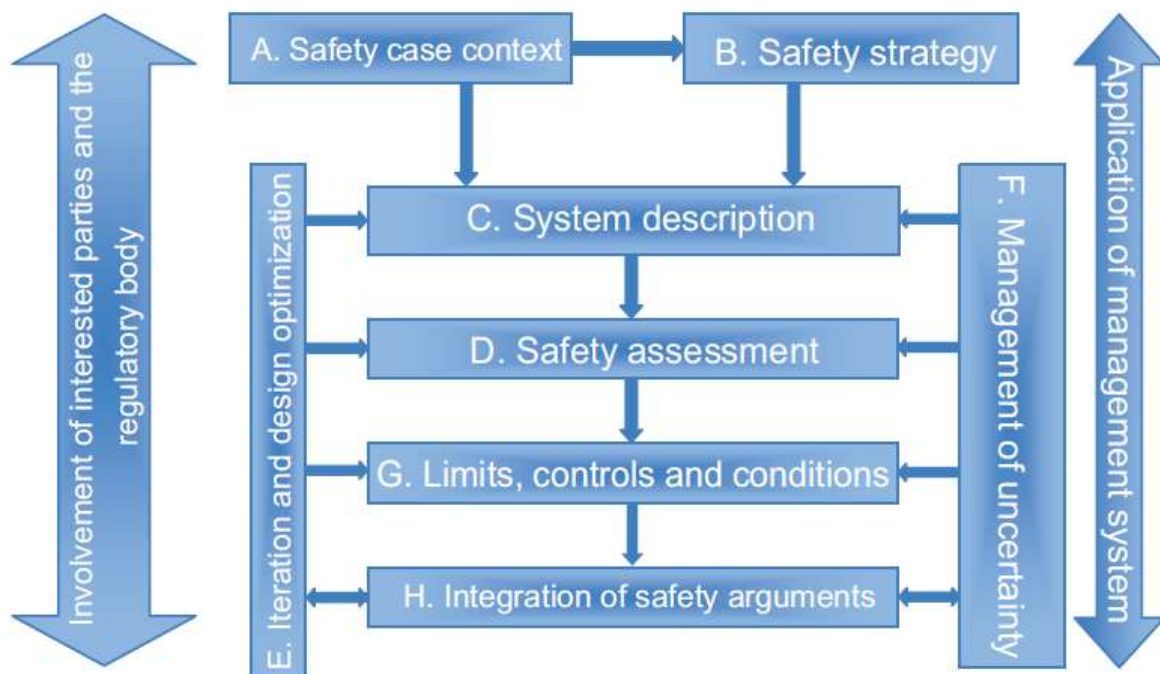 A. Safety case context
B. Safety strategy
Involvement of interested parties and the
regulatory body
E. Iteration and design optimization
C. System description
D. Safety assessment
G. Limits, controls and conditions
H. Integration of safety arguments
F. Management of uncertainty
Application of management system